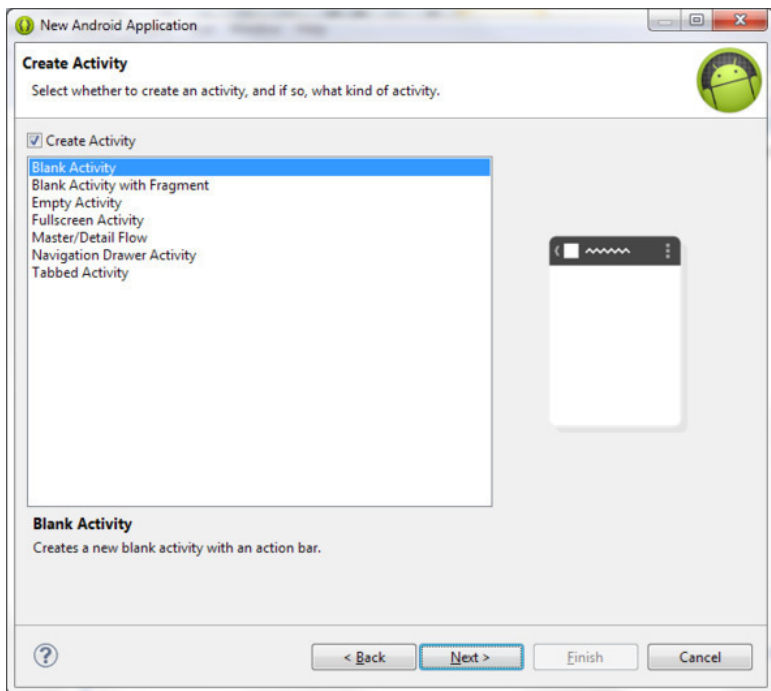 New Android Application
Create Activity
Select whether to create an activity, and if so, what kind of activity.
Create Activity
Blank Activity
Blank Activity with Fragment
Empty Activity
Fullscreen Activity
Master/Detail Flow
Navigation Drawer Activity
Tabbed Activity
Blank Activity
Creates a new blank activity with an action bar.
< Back
Next >
Finish
Cancel